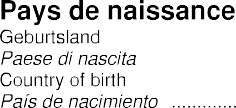 Pays de naissance
Geburtsland
Paese di nascita
Country of birth
País de nacimiento .............